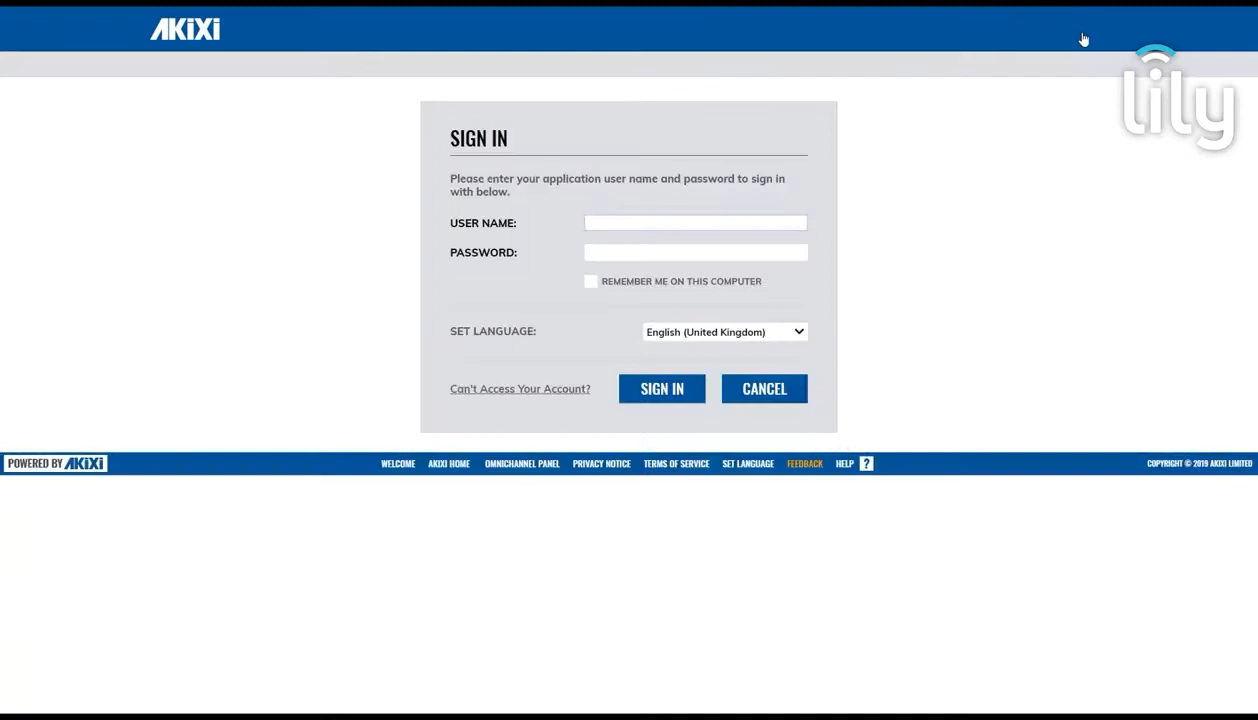 AKIXI
lily
SIGN IN
Please enter your application user name and password to sign in
with below.
USER NAME:
PASSWORD:
REMEMBER ME ON THIS COMPUTER
SET LANGUAGE:
English (United Kingdom)
Can't Access Your Account?
SIGN IN
CANCEL
POWERED BY AKIXI
WELCOME
AKIXI HOME
OMNICHANNEL PANEL
PRIVACY NOTICE
TERMS OF SERVICE
SET LANGUAGE
FEEDBACK
HELP
?
COPYRIGHT © 2019 AKIXI LIMITED